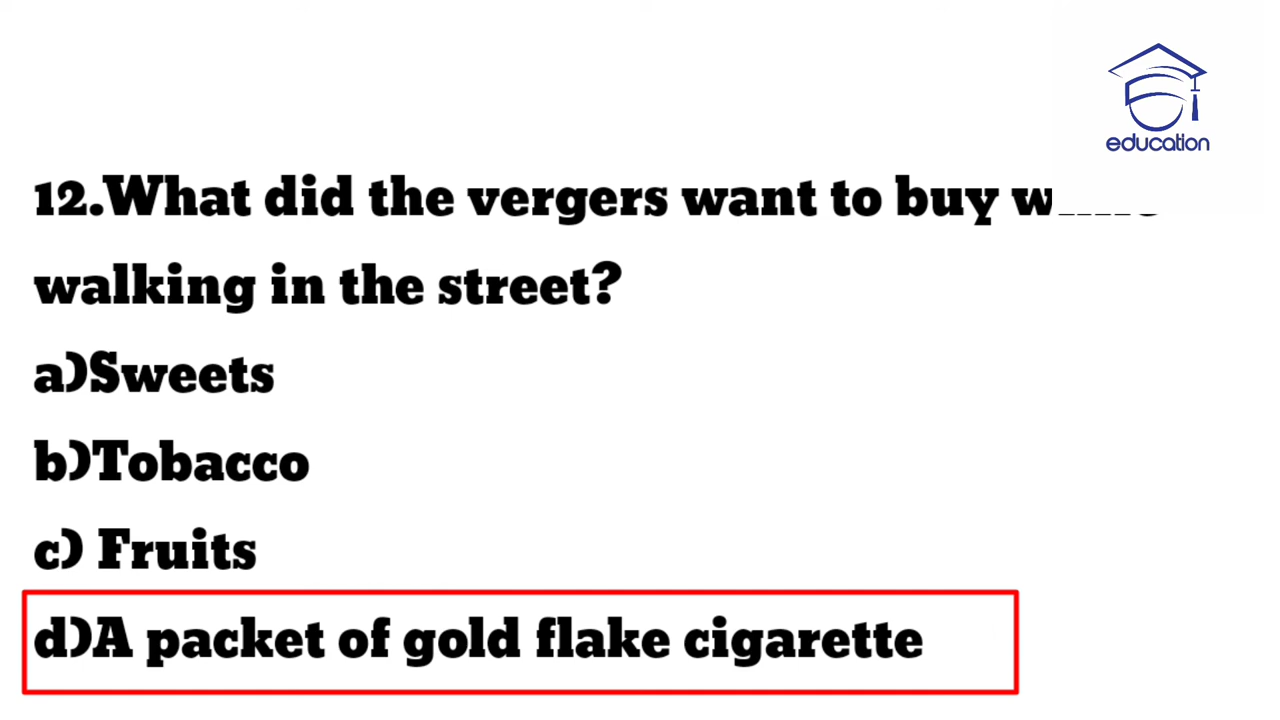 education
12.What did the vergers want to buy
walking in the street?
a)Sweets
b)Tobacco
c) Fruits
d)A packet of gold flake cigarette